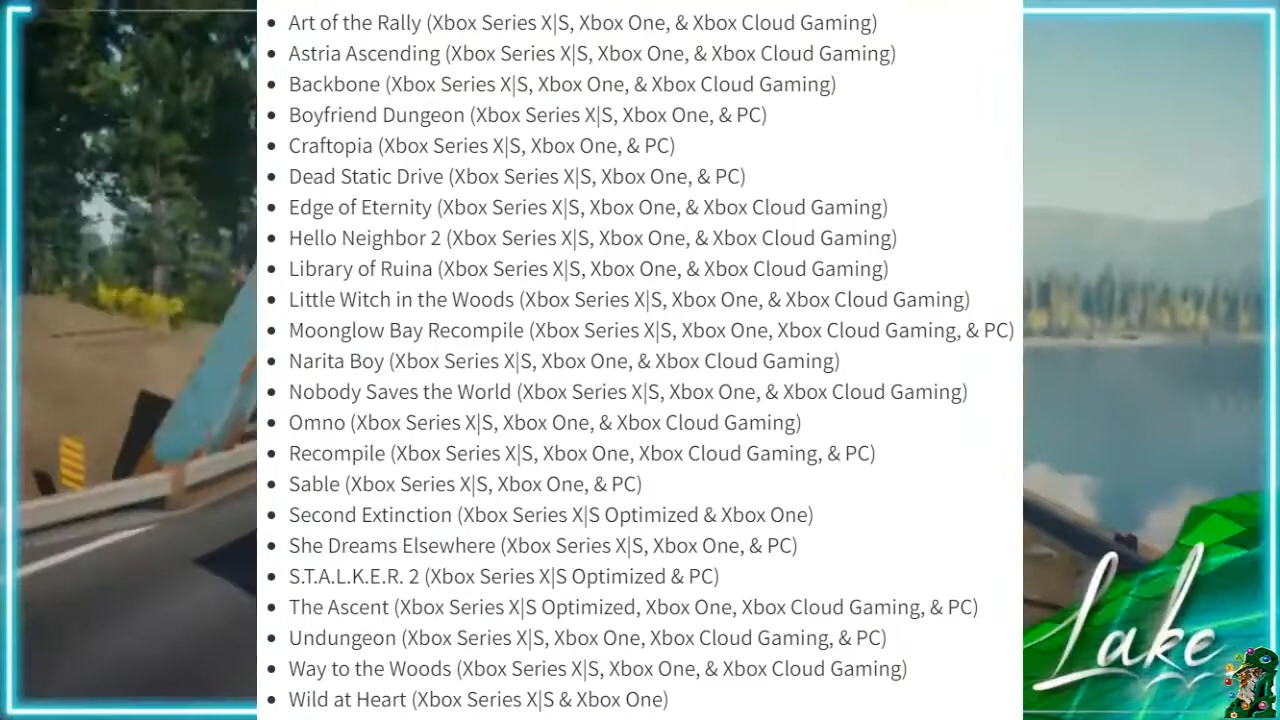 Art of the Rally (Xbox Series X|S, Xbox One, & Xbox Cloud Gaming)
Astria Ascending (Xbox Series X|S, Xbox One, & Xbox Cloud Gaming)
Backbone (Xbox Series X|S, Xbox One, & Xbox Cloud Gaming)
Boyfriend Dungeon (Xbox Series X|S, Xbox One, & PC)
Craftopia (Xbox Series X|S, Xbox One, & PC)
Dead Static Drive (Xbox Series X|S, Xbox One, & PC)
Edge of Eternity (Xbox Series X|S, Xbox One, & Xbox Cloud Gaming)
Hello Neighbor 2 (Xbox Series X|S, Xbox One, & Xbox Cloud Gaming)
Library of Ruina (Xbox Series X|S, Xbox One, & Xbox Cloud Gaming)
Little Witch in the Woods (Xbox Series X|S, Xbox One, & Xbox Cloud Gaming)
Moonglow Bay Recompile (Xbox Series X|S, Xbox One, Xbox Cloud Gaming, & PC)
Narita Boy (Xbox Series X|S, Xbox One, & Xbox Cloud Gaming)
Nobody Saves the World (Xbox Series X|S, Xbox One, & Xbox Cloud Gaming)
Omno (Xbox Series X|S, Xbox One, & Xbox Cloud Gaming)
Recompile (Xbox Series X|S, Xbox One, Xbox Cloud Gaming, & PC)
Sable (Xbox Series X|S, Xbox One, & PC)
Second Extinction (Xbox Series X|S Optimized & Xbox One)
She Dreams Elsewhere (Xbox Series X|S, Xbox One, & PC)
S.T.A.L.K.E.R. 2 (Xbox Series X|S Optimized & PC)
The Ascent (Xbox Series X|S Optimized, Xbox One, Xbox Cloud Gaming, & PC)
Undungeon (Xbox Series X|S, Xbox One, Xbox Cloud Gaming, & PC)
Way to the Woods (Xbox Series X|S, Xbox One, & Xbox Cloud Gaming)
Wild at Heart (Xbox Series X|S & Xbox One)
Lake